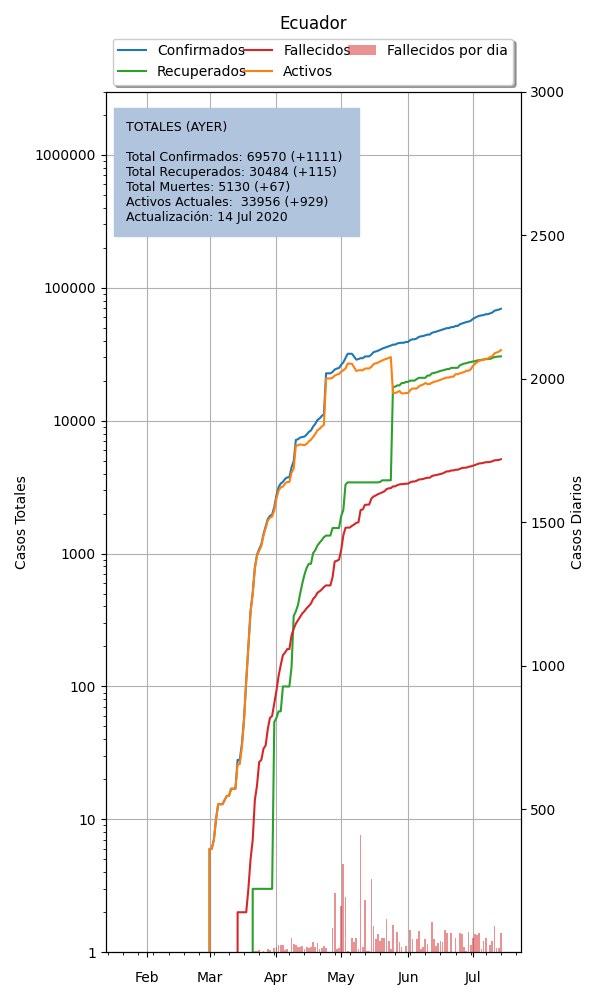 Ecuador
Confirmados
Recuperados
Fallecidos
Activos
Fallecidos por dia
TOTALES (AYER)
Total Confirmados: 69570 (+1111)
Total Recuperados: 30484 (+115)
Total Muertes: 5130 (+67)
Activos Actuales:  33956 (+929)
Actualización: 14 Jul 2020
Casos Totales
1000000
100000
10000
1000
100
10
1
3000
2500
2000
1500
1000
500
Casos Diarios
Feb
Mar
Apr
May
Jun
Jul